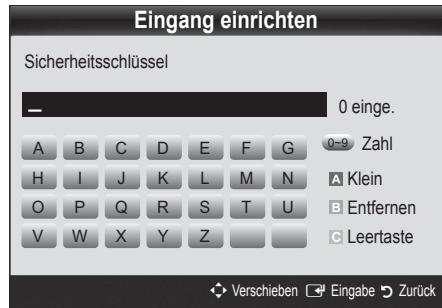 Eingang einrichten
Sicherheitsschlüssel
_ 0 einge.
A B C D E F G 0~9 Zahl
H I J K L M N A Klein
O P Q R S T U B Entfernen
V W X Y Z C Leertaste
Verschieben Eingabe Zurück